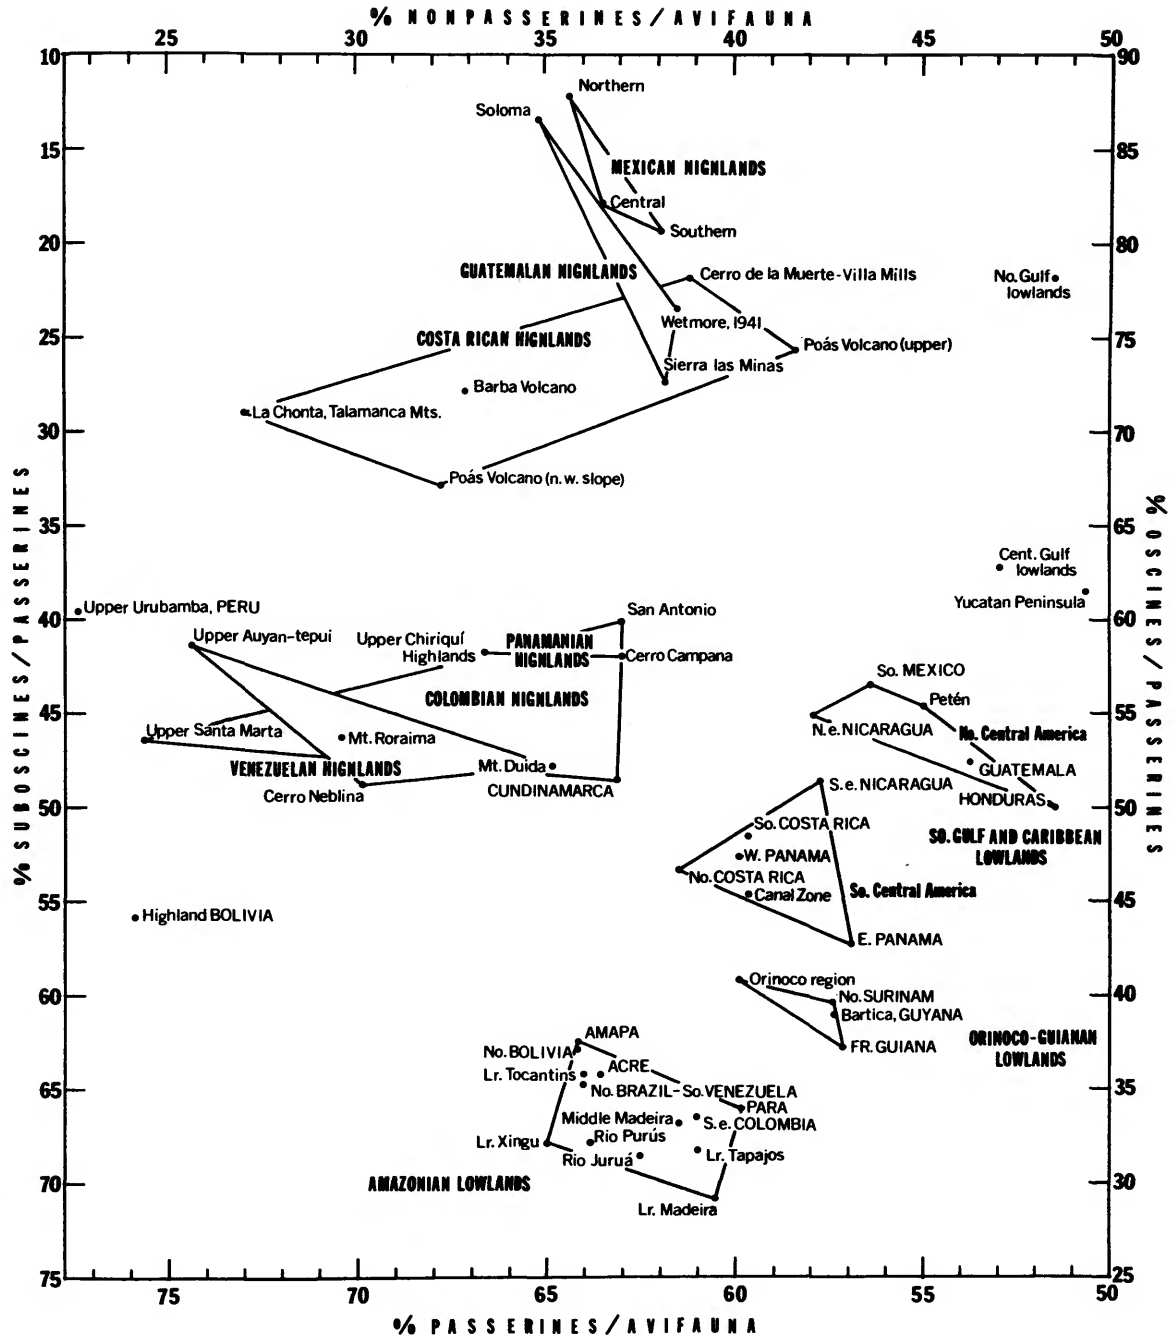 % NONPASSERINES/AVIFAUNA
25 30 35 40 45 50
10 90
Northern
Soloma
15 85
MEXICAN HIGHLANDS
Central
20 Southern 80
GUATEMALAN HIGHLANDS
Cerro de la Muerte-Villa Mills
No. Gulf
lowlands
Wetmore, 1941
25 75
COSTA RICAN HIGHLANDS
Poás Volcano (upper)
Sierra las Minas
Barba Volcano
La Chonta, Talamanca Mts.
30 70
Poás Volcano (n. w. slope)
35 65
% SUBOSCINES/PASSERINES
% OSCINES/PASSERINES
Cent. Gulf
lowlands
Yucatan Peninsula
Upper Urubamba, PERU
San Antonio
40 60
Upper Auyan-tepui
Upper Chiriquí
Highlands
PANAMANIAN
HIGHLANDS
Cerro Campana
So. MEXICO
COLOMBIAN HIGHLANDS
Petén
45 55
Upper Santa Marta
Mt. Roraima
N. e. NICARAGUA
No. Central America
VENEZUELAN HIGHLANDS
Mt. Duida
GUATEMALA
Cerro Neblina
CUNDINAMARCA
S. e. NICARAGUA
HONDURAS
50 50
So. COSTA RICA
SO. GULF AND CARIBBEAN
LOWLANDS
W. PANAMA
No. COSTA RICA
Canal Zone
So. Central America
55 45
Highland BOLIVIA
E. PANAMA
Orinoco region
60 40
No. SURINAM
Bartica, GUYANA
AMAPA
FR. GUIANA
ORINOCO-GUIANAN
LOWLANDS
No. BOLIVIA
ACRE
Lr. Tocantins
65 35
No. BRAZIL-So. VENEZUELA
PARA
Middle Madeira
S. e. COLOMBIA
Rio Purús
Lr. Xingu
Rio Juruá
Lr. Tapajos
AMAZONIAN LOWLANDS
70 30
Lr. Madeira
75 25
75 70 65 60 55 50
% PASSERINES/AVIFAUNA